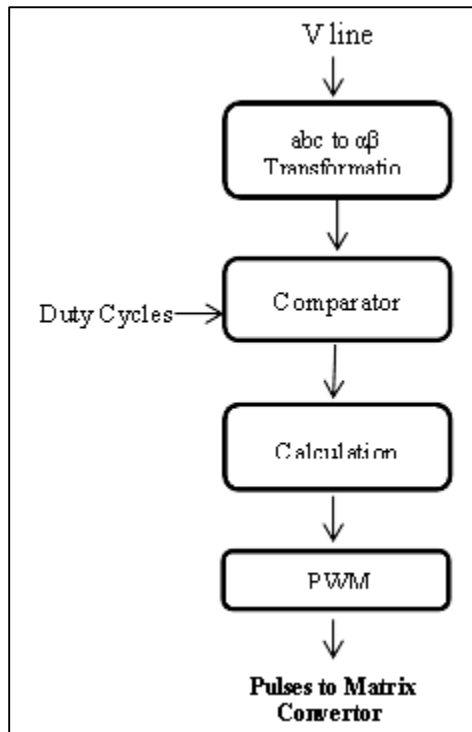 V line
abc to αβ
Transformatio
Duty Cycles
Comparator
Calculation
PWM
Pulses to Matrix
Convertor